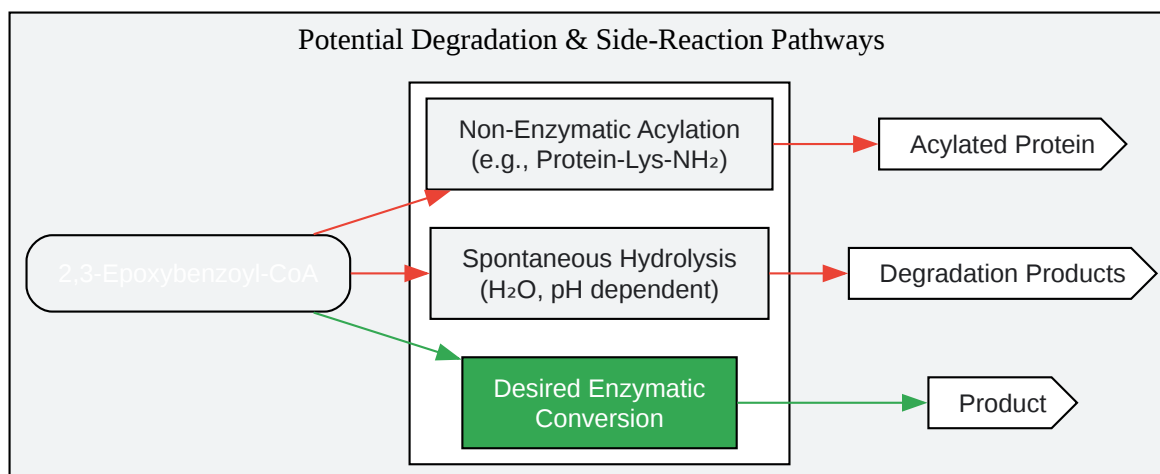 Potential Degradation & Side-Reaction Pathways
2,3-Epoxybenzoyl-CoA
Non-Enzymatic Acylation
(e.g., Protein-Lys-NH₂)
Acylated Protein
Spontaneous Hydrolysis
(H₂O, pH dependent)
Degradation Products
Desired Enzymatic
Conversion
Product